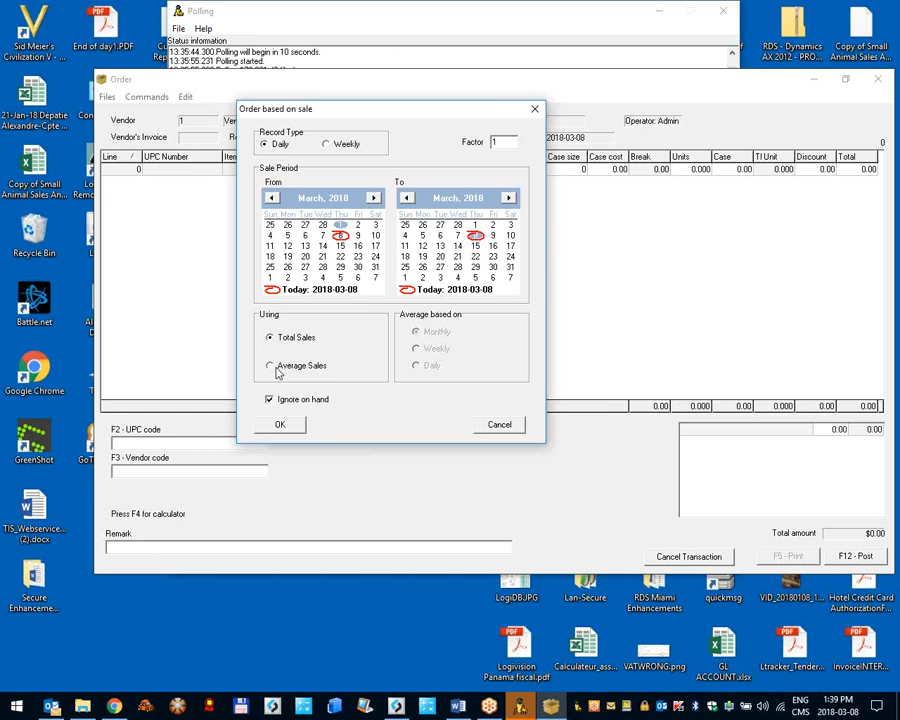 Polling
File Help
Status information
13:35:44.300 Polling will begin in 10 seconds.
13:35:55.231 Polling started.
Sid Meier's
Civilization V - ...
End of day1.PDF
RDS - Dynamics
AX 2012 - PRO...
Copy of Small
Animal Sales A...
Order
Files Commands Edit
Vendor 1
Vendor's Invoice
2018-03-08
Operator: Admin
0
Line / UPC Number
Case size Case cost Break Units Case TI Unit Discount Total
0
0 0.00 0.00 0.00 0.00 0.000 0.00 0.00
Order based on sale
Record Type
Daily Weekly
Factor 1
Sale Period
From
March, 2018
Sun Mon Tue Wed Thu Fri Sat
25 26 27 28 1 2 3
4 5 6 7 8 9 10
11 12 13 14 15 16 17
18 19 20 21 22 23 24
25 26 27 28 29 30 31
1 2 3 4 5 6 7
Today: 2018-03-08
To
March, 2018
Sun Mon Tue Wed Thu Fri Sat
25 26 27 28 1 2 3
4 5 6 7 8 9 10
11 12 13 14 15 16 17
18 19 20 21 22 23 24
25 26 27 28 29 30 31
1 2 3 4 5 6 7
Today: 2018-03-08
Using
Total Sales
Average Sales
Average based on
Monthly
Weekly
Daily
Ignore on hand
OK Cancel
0.00 0.00 0.000 0.00 0.00
0.00 0.00
F2 - UPC code
F3 - Vendor code
Press F4 for calculator
Remark
Total amount $0.00
Cancel Transaction F5 - Print F12 - Post
21-Jan-18 Depatie
Alexandre-Cpte ...
Copy of Small
Animal Sales An...
Recycle Bin
Battle.net
Google Chrome
GreenShot
TIS_Webservice...
(2).docx
Secure
Enhanceme...
LogiDB.JPG
Lan-Secure
RDS Miami
Enhancements
quickmsg
VID_20180108_1...
Hotel Credit Card
AuthorizationF...
Logivision
Panama fiscal.pdf
Calculateur_ass...
VATWRONG.png
GL
ACCOUNT.xlsx
Ltracker_Tender...
InvoiceINTER...
ENG
CMS
1:39 PM
2018-03-08